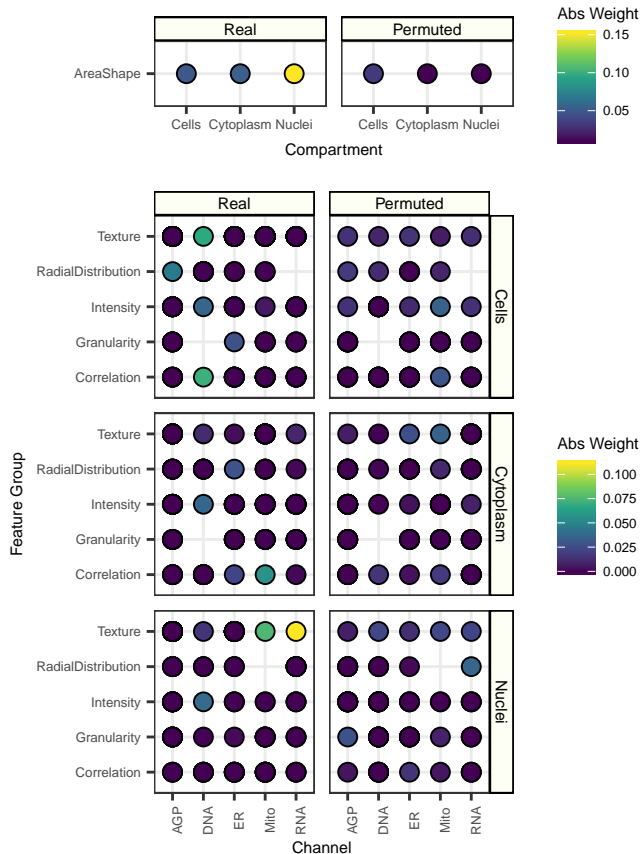 Real
Permuted
AreaShape
Cells Cytoplasm Nuclei
Cells Cytoplasm Nuclei
Compartment
Abs Weight
0.15
0.10
0.05
Real
Permuted
Feature Group
Texture
RadialDistribution
Intensity
Granularity
Correlation
Cells
Texture
RadialDistribution
Intensity
Granularity
Correlation
Cytoplasm
Texture
RadialDistribution
Intensity
Granularity
Correlation
Nuclei
AGP DNA ER Mito RNA
AGP DNA ER Mito RNA
Channel
Abs Weight
0.100
0.075
0.050
0.025
0.000